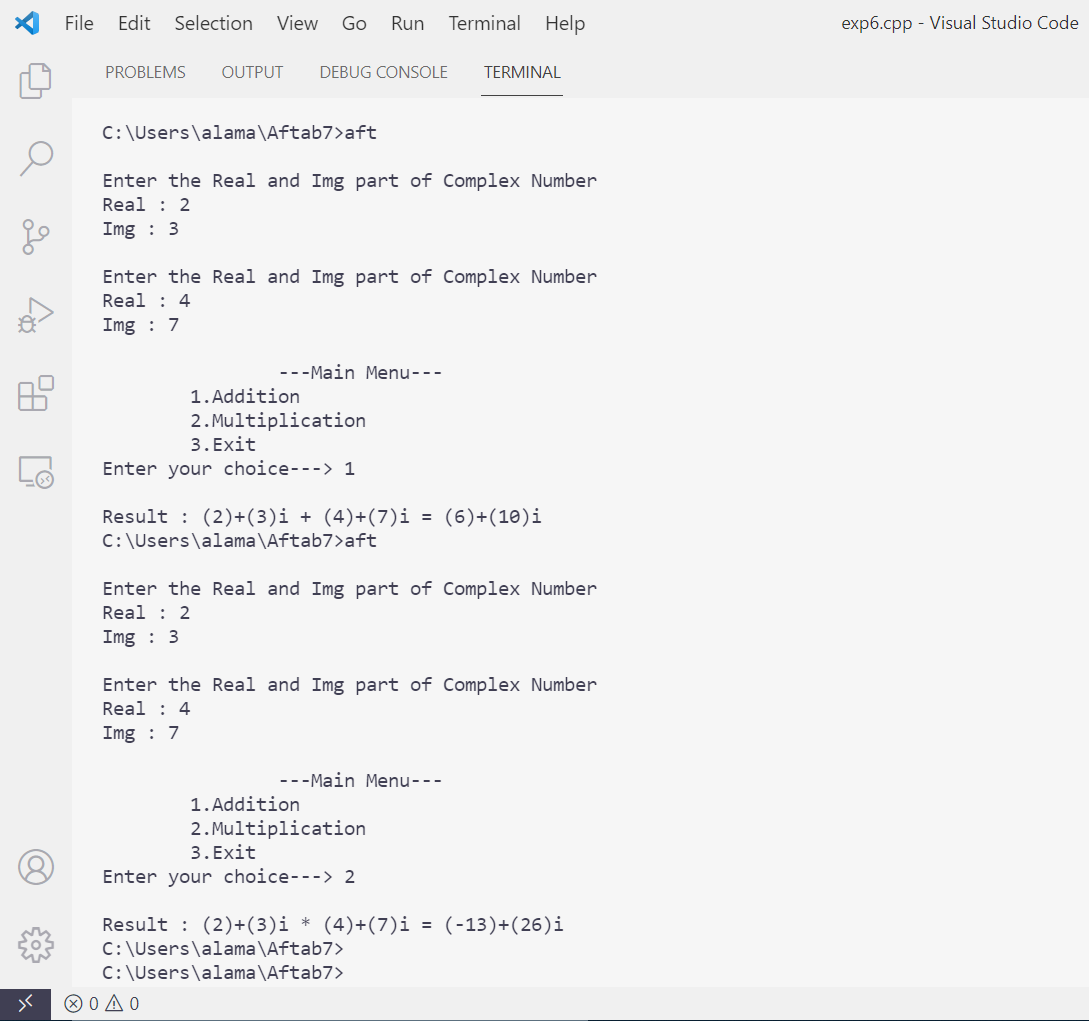 File Edit Selection View Go Run Terminal Help exp6.cpp - Visual Studio Code
PROBLEMS OUTPUT DEBUG CONSOLE TERMINAL
C:\Users\alama\Aftab7>aft
Enter the Real and Img part of Complex Number
Real : 2
Img : 3
Enter the Real and Img part of Complex Number
Real : 4
Img : 7
---Main Menu---
1.Addition
2.Multiplication
3.Exit
Enter your choice---> 1
Result : (2)+(3)i + (4)+(7)i = (6)+(10)i
C:\Users\alama\Aftab7>aft
Enter the Real and Img part of Complex Number
Real : 2
Img : 3
Enter the Real and Img part of Complex Number
Real : 4
Img : 7
---Main Menu---
1.Addition
2.Multiplication
3.Exit
Enter your choice---> 2
Result : (2)+(3)i * (4)+(7)i = (-13)+(26)i
C:\Users\alama\Aftab7>
C:\Users\alama\Aftab7>
0 0